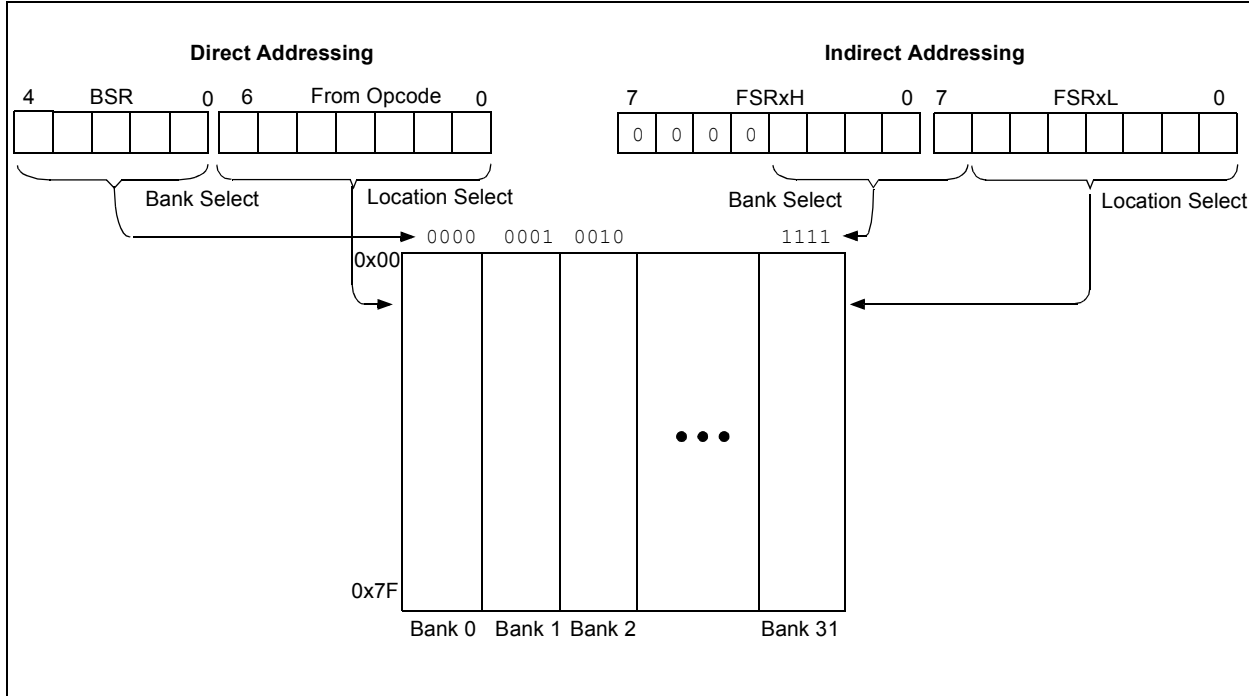 Direct Addressing Indirect Addressing
4 BSR 0 6 From Opcode 0 7 FSRxH 0 7 FSRxL 0
0 0 0 0
Bank Select Location Select Bank Select Location Select
0000 0001 0010 1111
0x00
0x7F
Bank 0 Bank 1 Bank 2 Bank 31